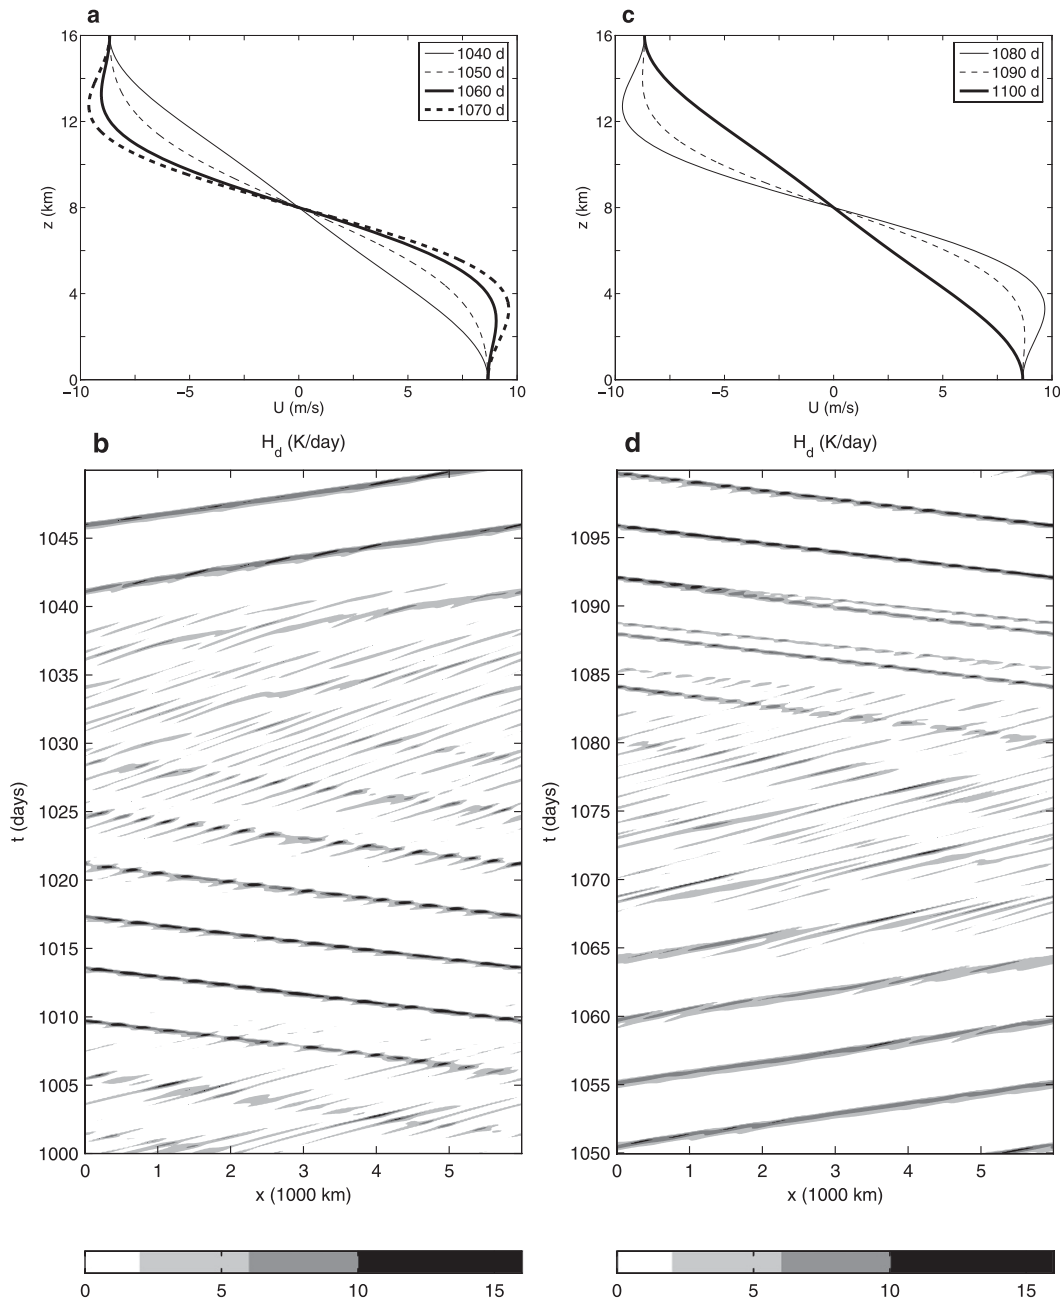 a
16
12
8
4
0
z (km)
−10
−5
0
5
10
U (m/s)
1040 d
1050 d
1060 d
1070 d
c
16
12
8
4
0
z (km)
−10
−5
0
5
10
U (m/s)
1080 d
1090 d
1100 d
b
H_d (K/day)
1045
1040
1035
1030
1025
1020
1015
1010
1005
1000
t (days)
0
1
2
3
4
5
x (1000 km)
0
5
10
15
d
H_d (K/day)
1095
1090
1085
1080
1075
1070
1065
1060
1055
1050
t (days)
0
1
2
3
4
5
x (1000 km)
0
5
10
15